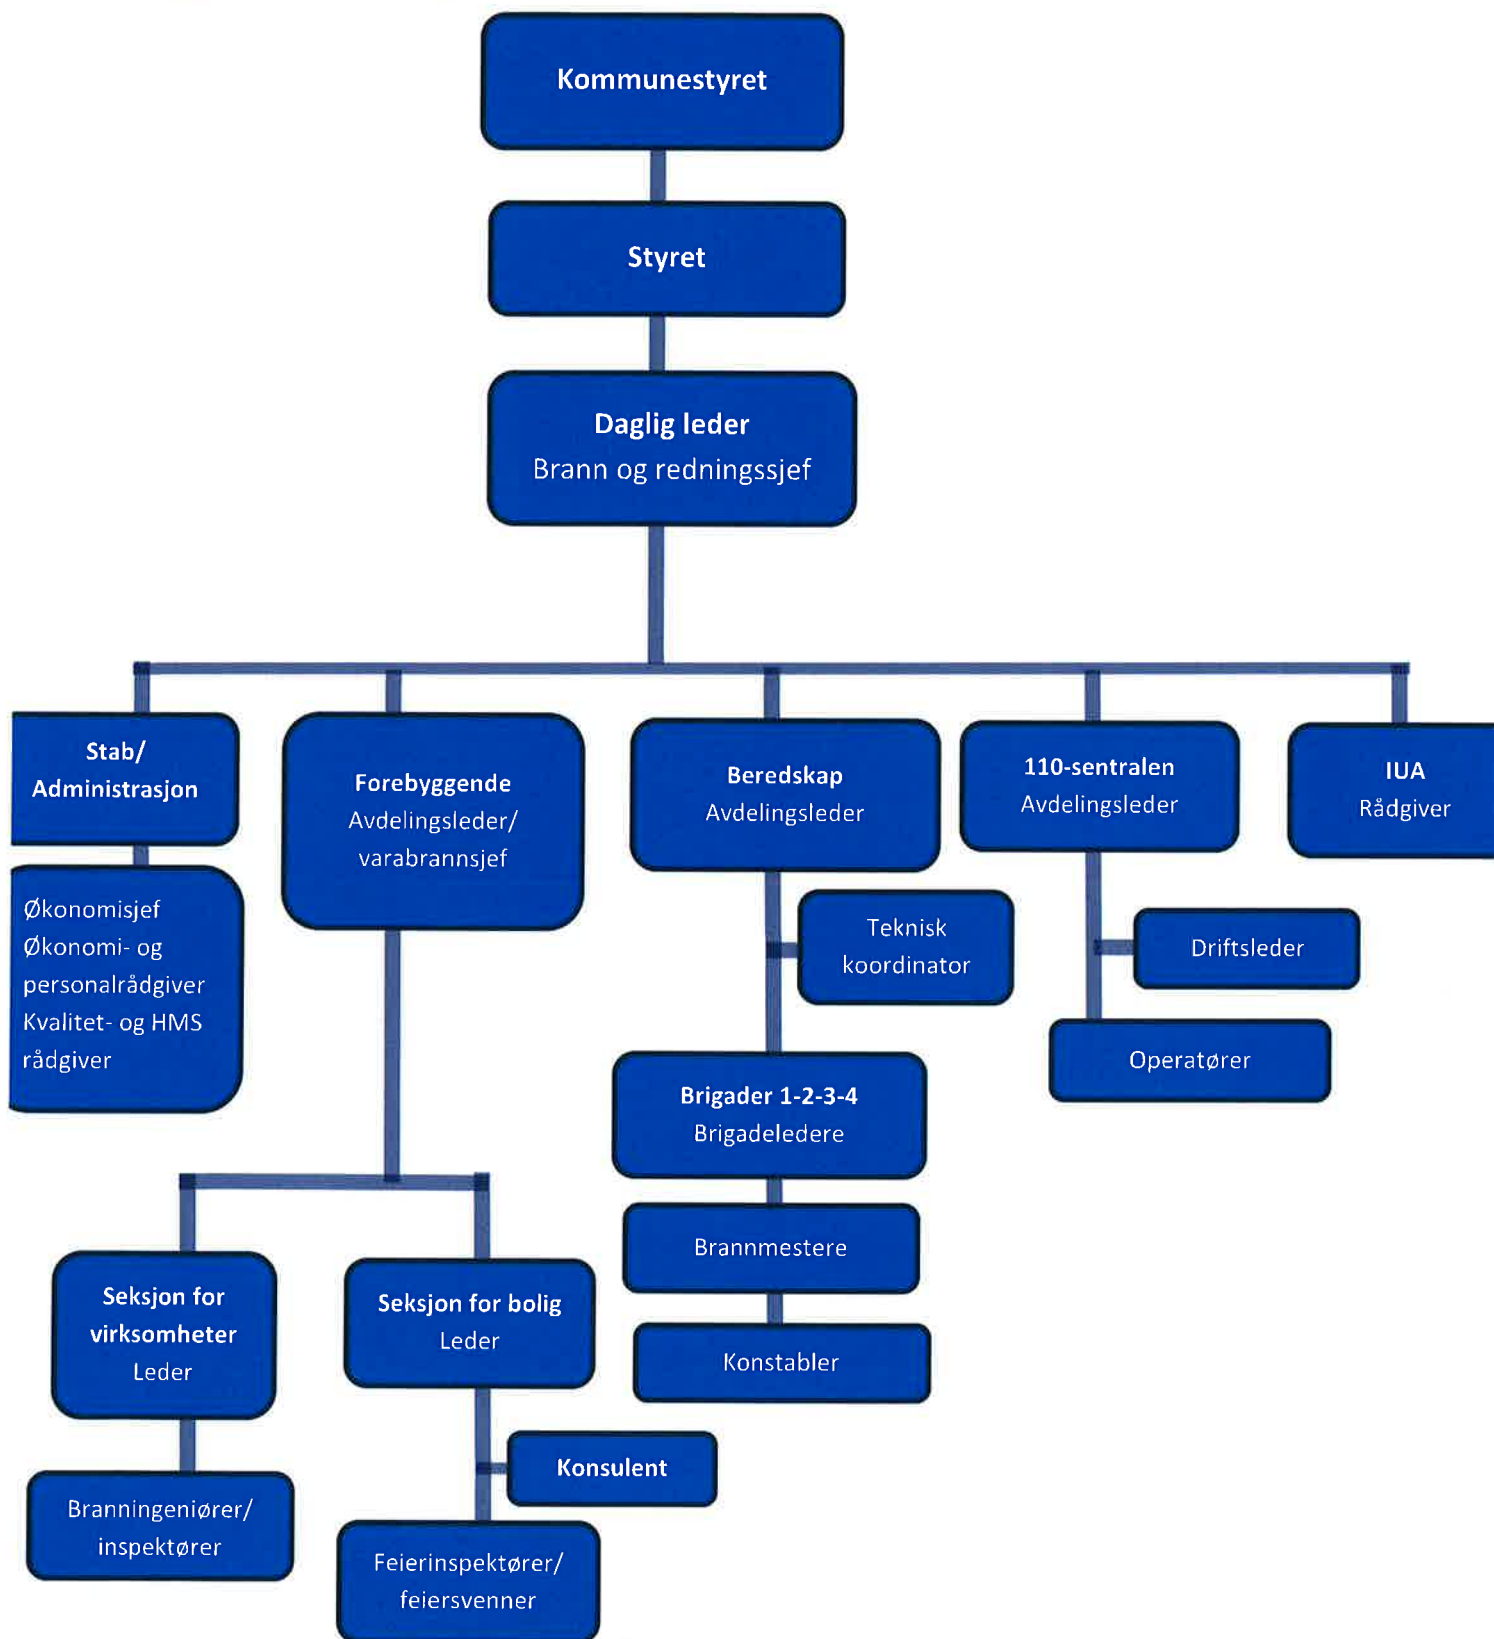 Kommunestyret
Styret
Daglig leder
Brann og redningssjef
Stab/
Administrasjon
Økonomisjef
Økonomi- og
personalrådgiver
Kvalitet- og HMS
rådgiver
Forebyggende
Avdelingsleder/
varabrannsjef
Beredskap
Avdelingsleder
110-sentralen
Avdelingsleder
IUA
Rådgiver
Teknisk
koordinator
Driftsleder
Operatører
Brigader 1-2-3-4
Brigadeledere
Brannmestere
Konstabler
Seksjon for
virksomheter
Leder
Seksjon for bolig
Leder
Konsulent
Branningeniører/
inspektører
Feierinspektører/
feiersvenner